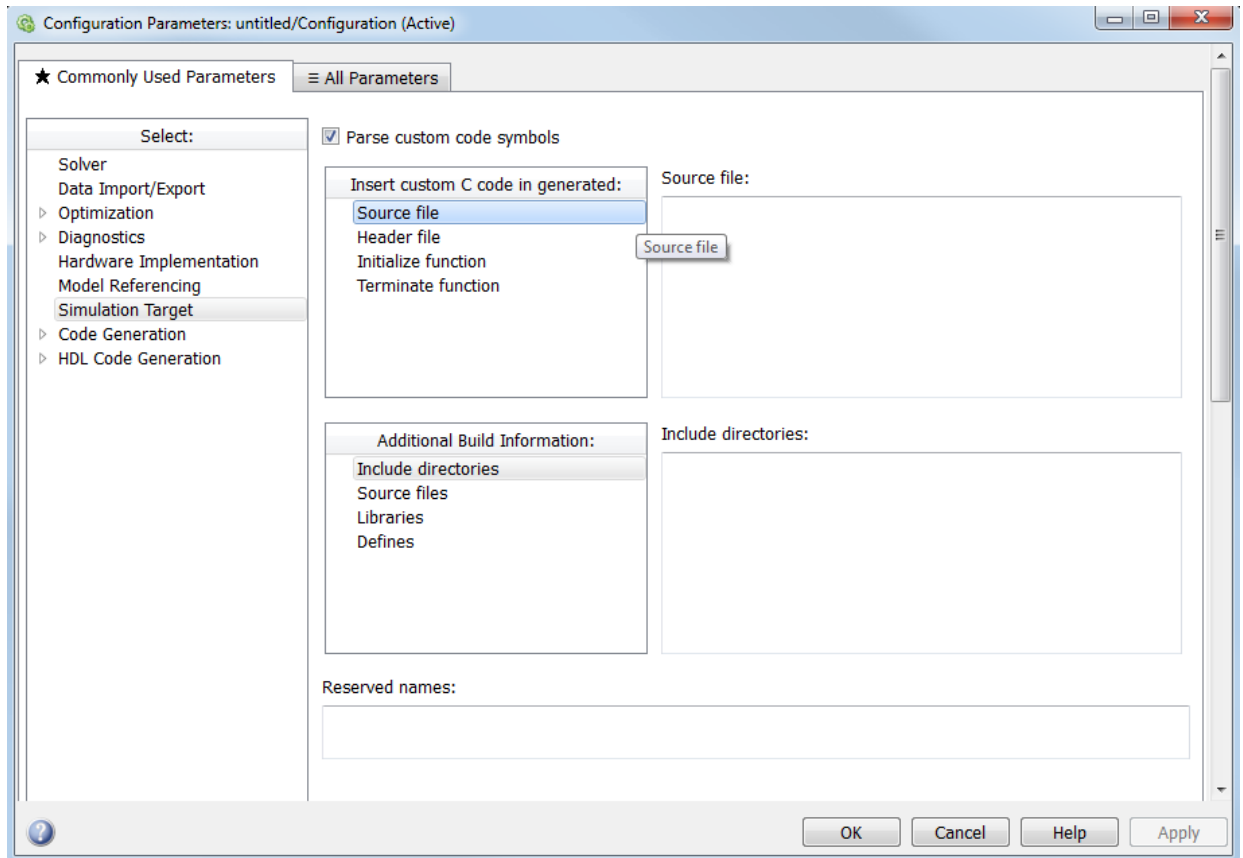 Configuration Parameters: untitled/Configuration (Active)
★ Commonly Used Parameters
≡ All Parameters
Select:
Solver
Data Import/Export
Optimization
Diagnostics
Hardware Implementation
Model Referencing
Simulation Target
Code Generation
HDL Code Generation
Parse custom code symbols
Insert custom C code in generated:
Source file
Header file
Initialize function
Terminate function
Source file:
Source file
Additional Build Information:
Include directories
Source files
Libraries
Defines
Include directories:
Reserved names:
OK
Cancel
Help
Apply